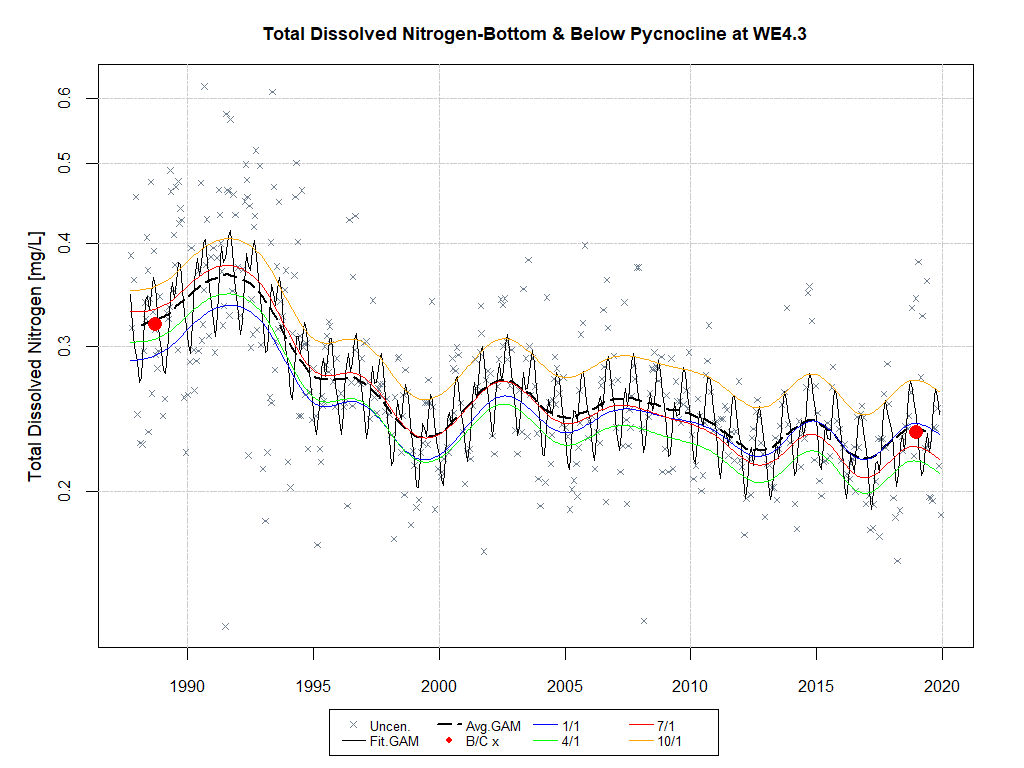 Total Dissolved Nitrogen-Bottom & Below Pycnocline at WE4.3
Total Dissolved Nitrogen [mg/L]
0.6
0.5
0.4
0.3
0.2
1990 1995 2000 2005 2010 2015 2020
Uncen. Avg.GAM 1/1 7/1
Fit.GAM B/C x 4/1 10/1